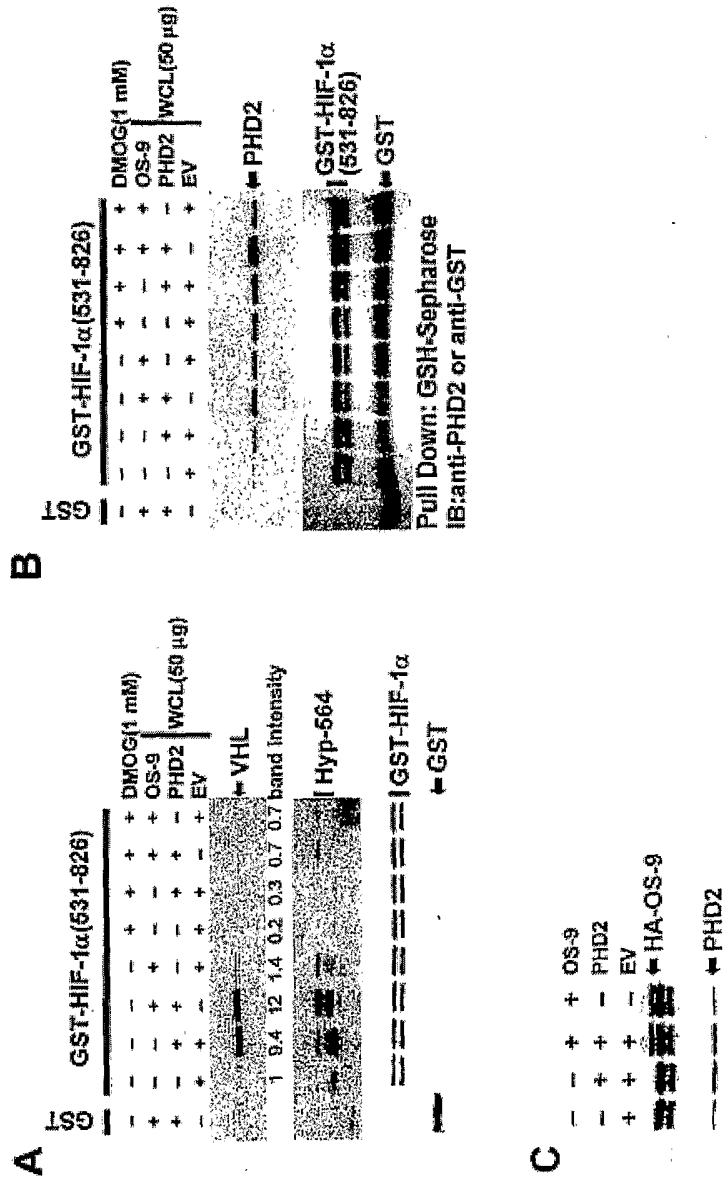 A
GST GST-HIF-1α(531-826)
− − − − − + + + + DMOG(1 mM)
+ − − + + − − + + OS-9
+ − + + − − + + − PHD2
− + + − + + + − + EV
WCL(50 µg)
VHL
1 9.4 12 1.4 0.2 0.3 0.7 0.7 band intensity
Hyp-564
GST-HIF-1α
GST
B
GST GST-HIF-1α(531-826)
− − − − − + + + + DMOG(1 mM)
+ − − + + − − + + OS-9
+ − + + − − + + − PHD2
− + + − + + + − + EV
WCL(50 µg)
PHD2
GST-HIF-1α
(531-826)
GST
Pull Down: GSH-Sepharose
IB:anti-PHD2 or anti-GST
C
− − + + OS-9
− + + − PHD2
+ + + − EV
HA-OS-9
PHD2